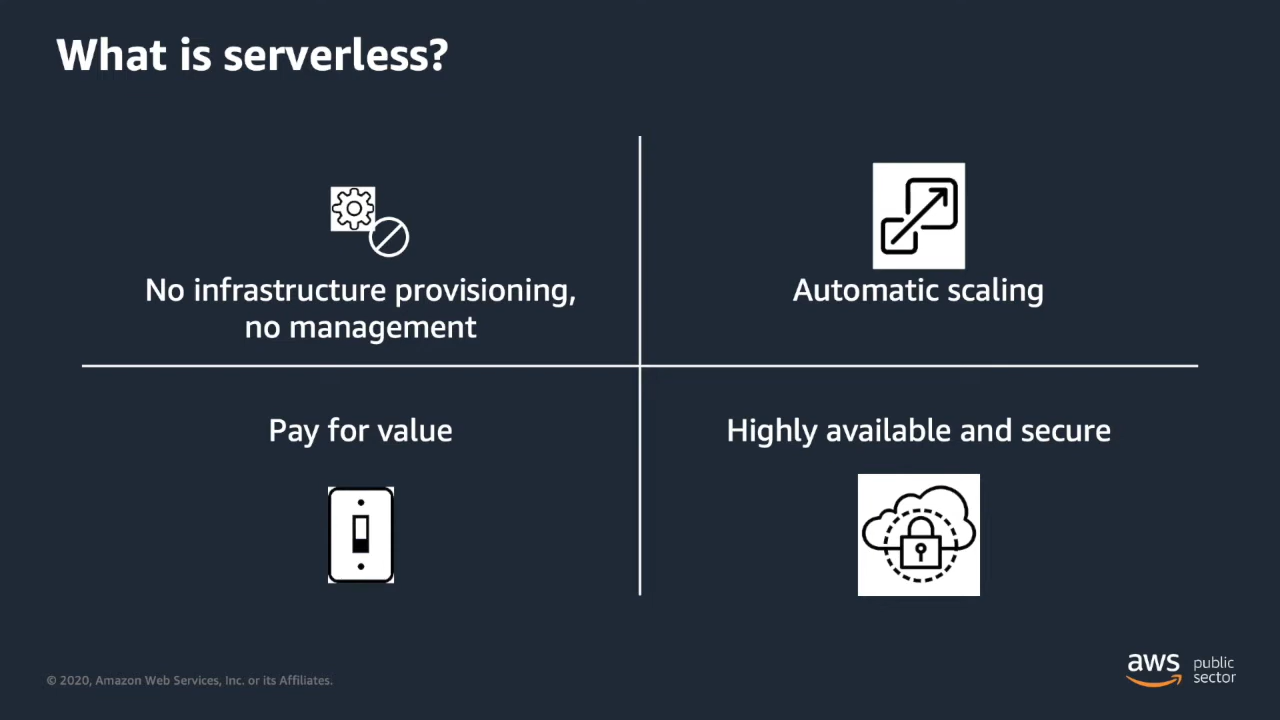 What is serverless?
No infrastructure provisioning,
no management
Automatic scaling
Pay for value
Highly available and secure
© 2020, Amazon Web Services, Inc. or its Affiliates.
aws public
sector